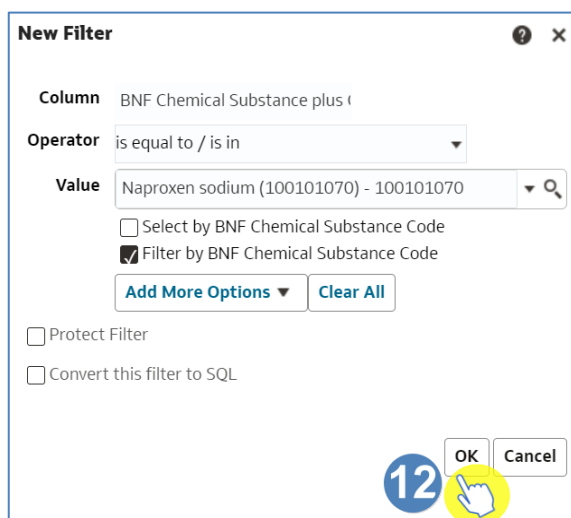 New Filter
Column BNF Chemical Substance plus (
Operator is equal to / is in
Value Naproxen sodium (100101070) - 100101070
Select by BNF Chemical Substance Code
Filter by BNF Chemical Substance Code
Add More Options Clear All
Protect Filter
Convert this filter to SQL
OK Cancel
12